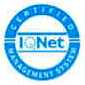 CERTIFIED
IQNet
MANAGEMENT SYSTEM